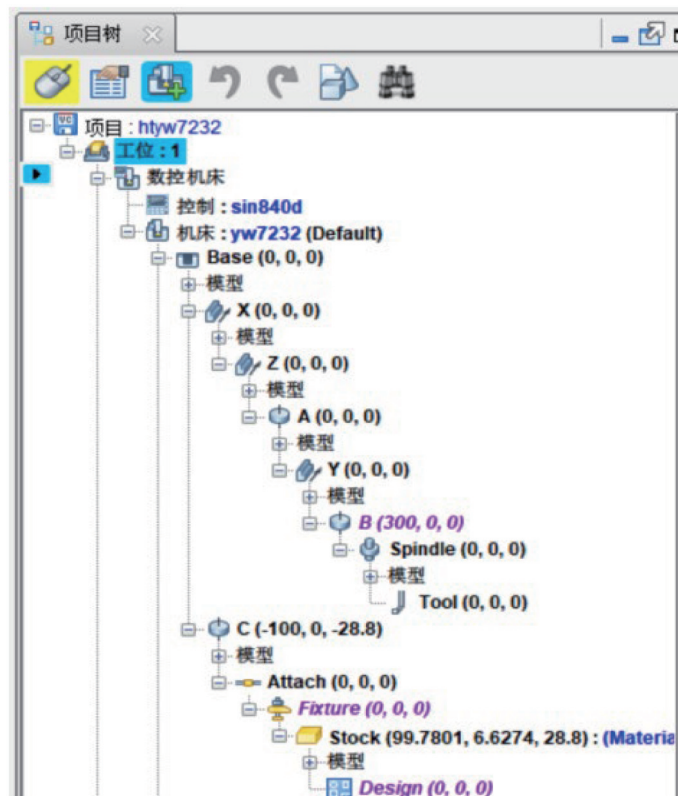 项目树
项目 : htyw7232
工位 : 1
数控机床
控制 : sin840d
机床 : yw7232 (Default)
Base (0, 0, 0)
模型
X (0, 0, 0)
模型
Z (0, 0, 0)
模型
A (0, 0, 0)
模型
Y (0, 0, 0)
模型
B (300, 0, 0)
Spindle (0, 0, 0)
模型
Tool (0, 0, 0)
C (-100, 0, -28.8)
模型
Attach (0, 0, 0)
Fixture (0, 0, 0)
Stock (99.7801, 6.6274, 28.8) : (Materia
模型
Design (0, 0, 0)